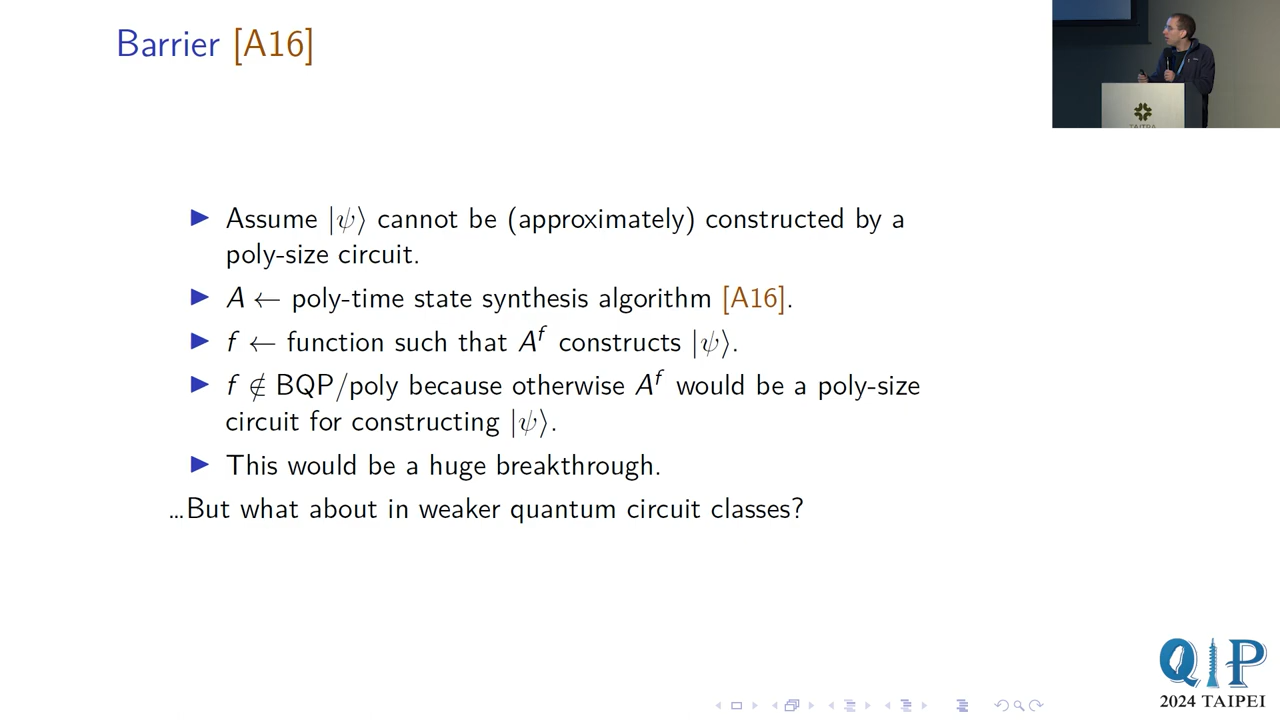 Barrier [A16]
▶ Assume |ψ⟩ cannot be (approximately) constructed by a
poly-size circuit.
▶ A ← poly-time state synthesis algorithm [A16].
▶ f ← function such that A^f constructs |ψ⟩.
▶ f ∉ BQP/poly because otherwise A^f would be a poly-size
circuit for constructing |ψ⟩.
▶ This would be a huge breakthrough.
...But what about in weaker quantum circuit classes?
TAITRA
QIP
2024 TAIPEI